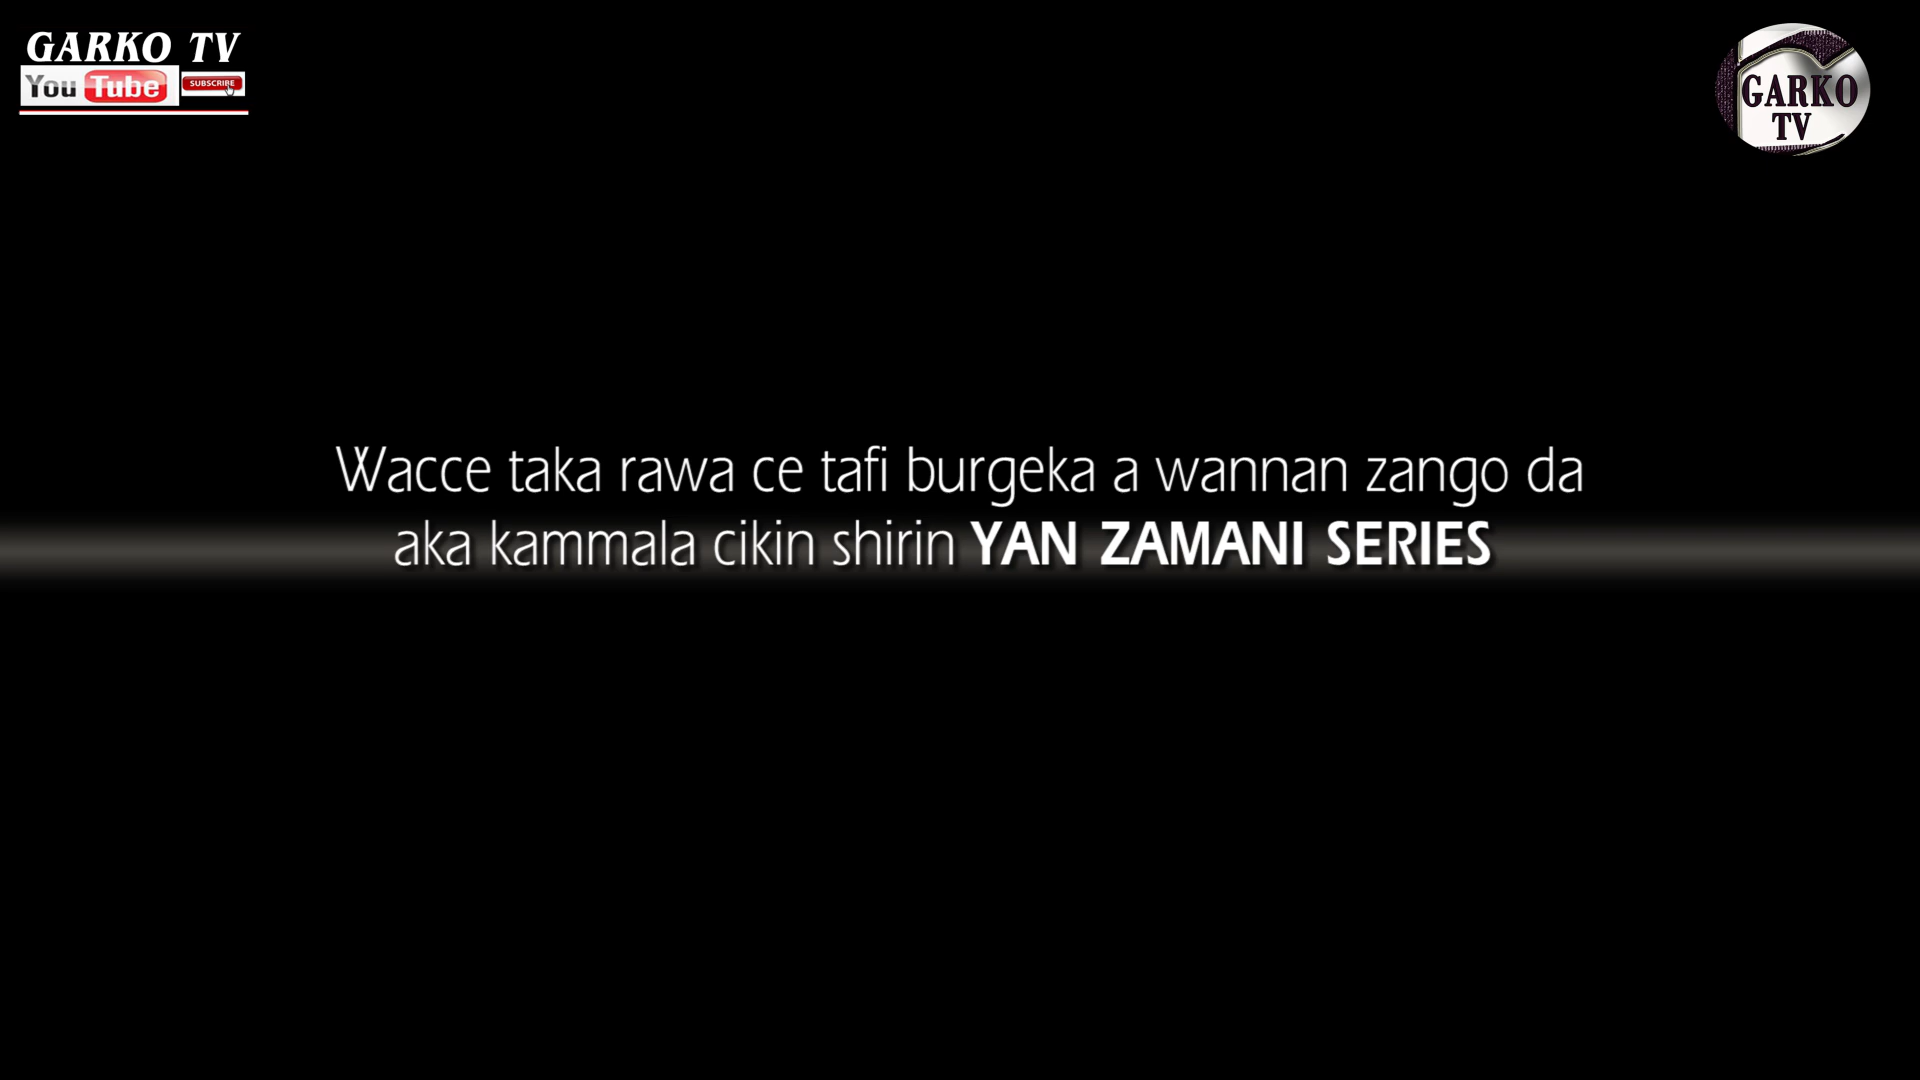 GARKO TV
You Tube SUBSCRIBE
GARKO
TV
Wacce taka rawa ce tafi burgeka a wannan zango da
aka kammala cikin shirin YAN ZAMANI SERIES